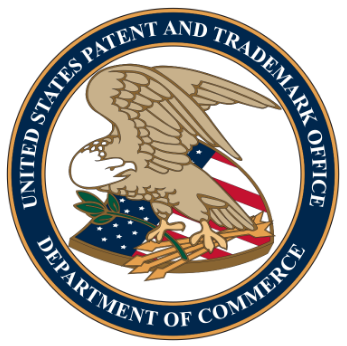 UNITED STATES PATENT AND TRADEMARK OFFICE
DEPARTMENT OF COMMERCE